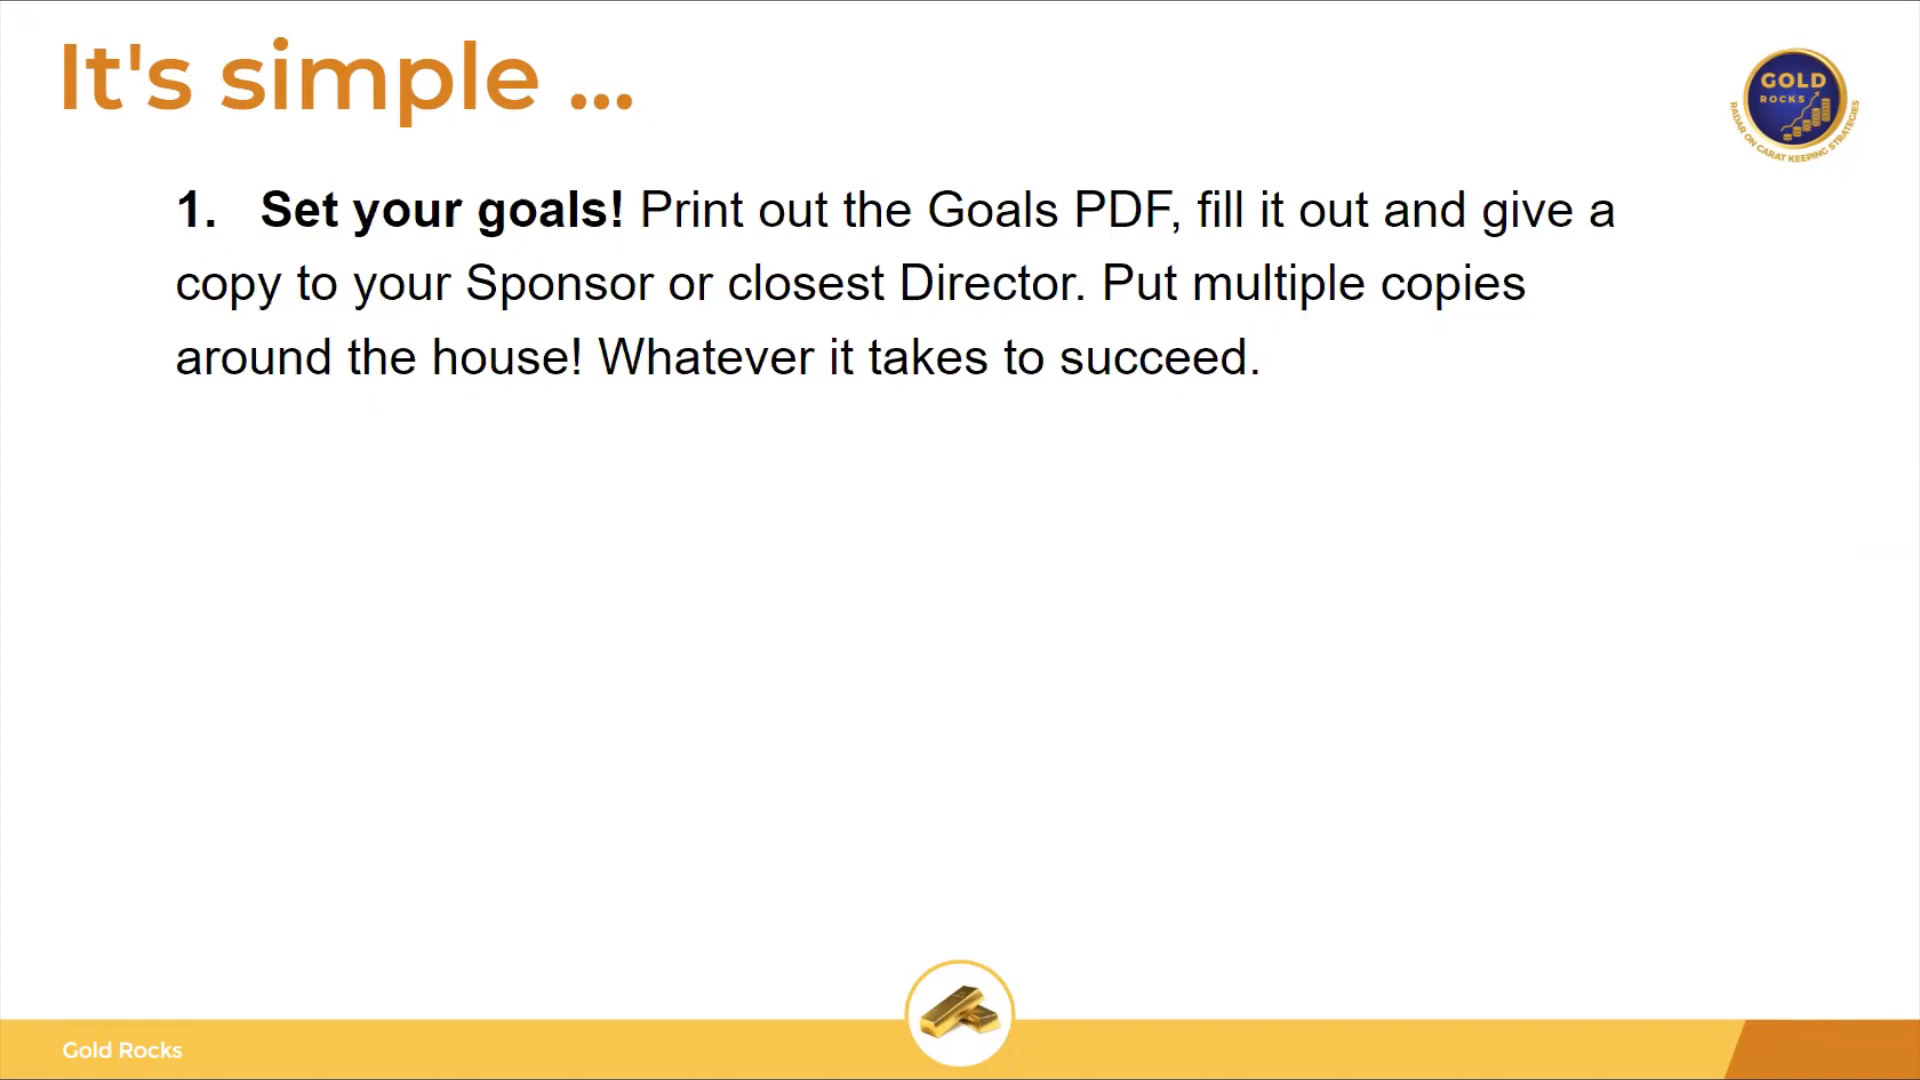 It's simple ...
GOLD
ROCKS
RADAR ON CARAT KEEPING STRATEGIES
1. Set your goals! Print out the Goals PDF, fill it out and give a
copy to your Sponsor or closest Director. Put multiple copies
around the house! Whatever it takes to succeed.
Gold Rocks